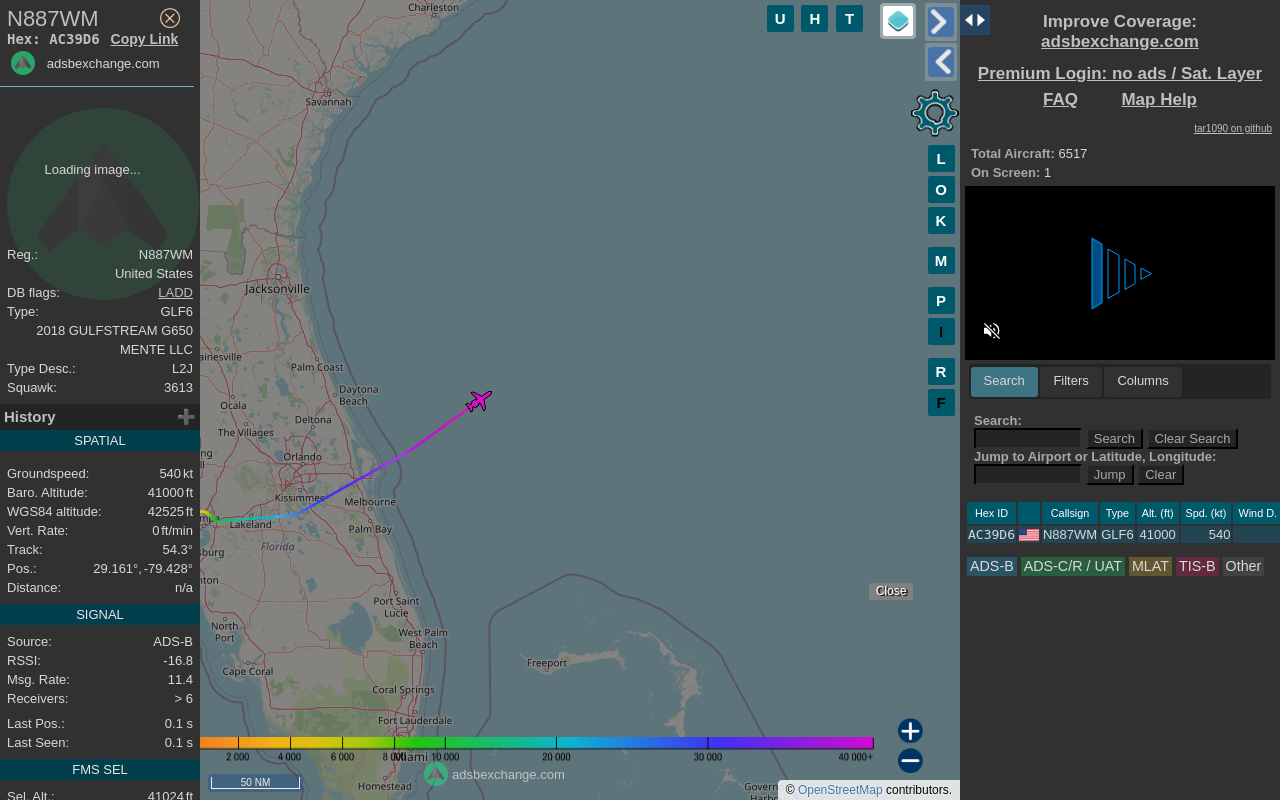 N887WM
Hex: AC39D6 Copy Link
adsbexchange.com
Loading image...
Reg.: N887WM
United States
DB flags: LADD
Type: GLF6
2018 GULFSTREAM G650
MENTE LLC
Type Desc.: L2J
Squawk: 3613
History
SPATIAL
Groundspeed: 540 kt
Baro. Altitude: 41000 ft
WGS84 altitude: 42525 ft
Vert. Rate: 0 ft/min
Track: 54.3°
Pos.: 29.161°, -79.428°
Distance: n/a
SIGNAL
Source: ADS-B
RSSI: -16.8
Msg. Rate: 11.4
Receivers: > 6
Last Pos.: 0.1 s
Last Seen: 0.1 s
FMS SEL
Sel. Alt.: 41024 ft
Charleston
Savannah
Jacksonville
ainesville
Palm Coast
Daytona
Beach
Ocala
Deltona
The Villages
Orlando
Kissimmee
Melbourne
Lakeland
Palm Bay
Florida
sburg
nton
Port Saint
Lucie
North
Port
West Palm
Beach
Cape Coral
Freeport
Coral Springs
Fort Lauderdale
Miami
Homestead
2 000 4 000 6 000 8 000 10 000 20 000 30 000 40 000+
50 NM
adsbexchange.com
© OpenStreetMap contributors.
U H T
L
O
K
M
P
I
R
F
Close
Improve Coverage:
adsbexchange.com
Premium Login: no ads / Sat. Layer
FAQ Map Help
tar1090 on github
Total Aircraft: 6517
On Screen: 1
Search Filters Columns
Search:
Search Clear Search
Jump to Airport or Latitude, Longitude:
Jump Clear
Hex ID Callsign Type Alt. (ft) Spd. (kt) Wind D.
AC39D6 N887WM GLF6 41000 540
ADS-B ADS-C/R / UAT MLAT TIS-B Other